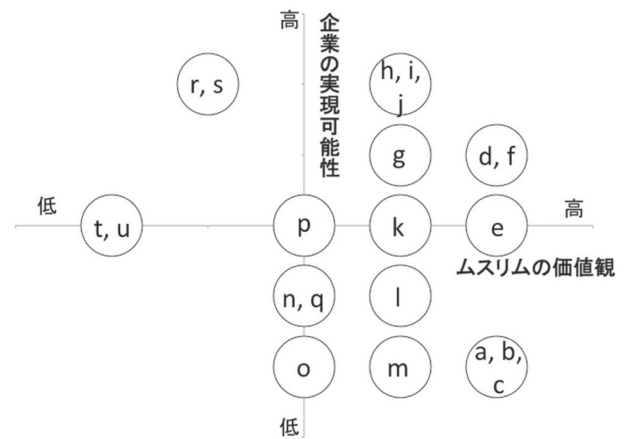 高
企業の実現可能性
r, s
h, i,
j
g
d, f
低
高
t, u
p
k
e
ムスリムの価値観
n, q
l
o
m
a, b,
c
低